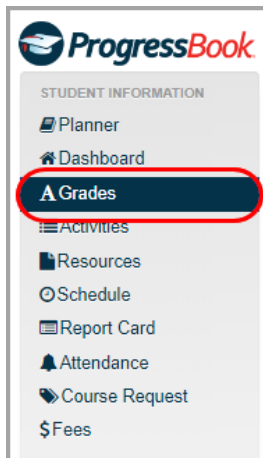 ProgressBook
STUDENT INFORMATION
Planner
Dashboard
Grades
Activities
Resources
Schedule
Report Card
Attendance
Course Request
Fees